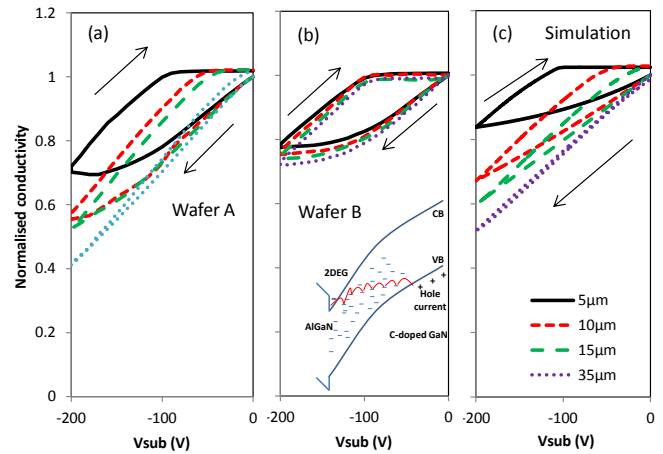 (a)
(b)
(c) Simulation
1.2
1
0.8
0.6
0.4
0.2
0
Normalised conductivity
Wafer A
Wafer B
CB
2DEG
VB
Hole
current
AlGaN
C-doped GaN
5µm
10µm
15µm
35µm
-200 -100 0
-200 -100 0
-200 -100 0
Vsub (V)
Vsub (V)
Vsub (V)